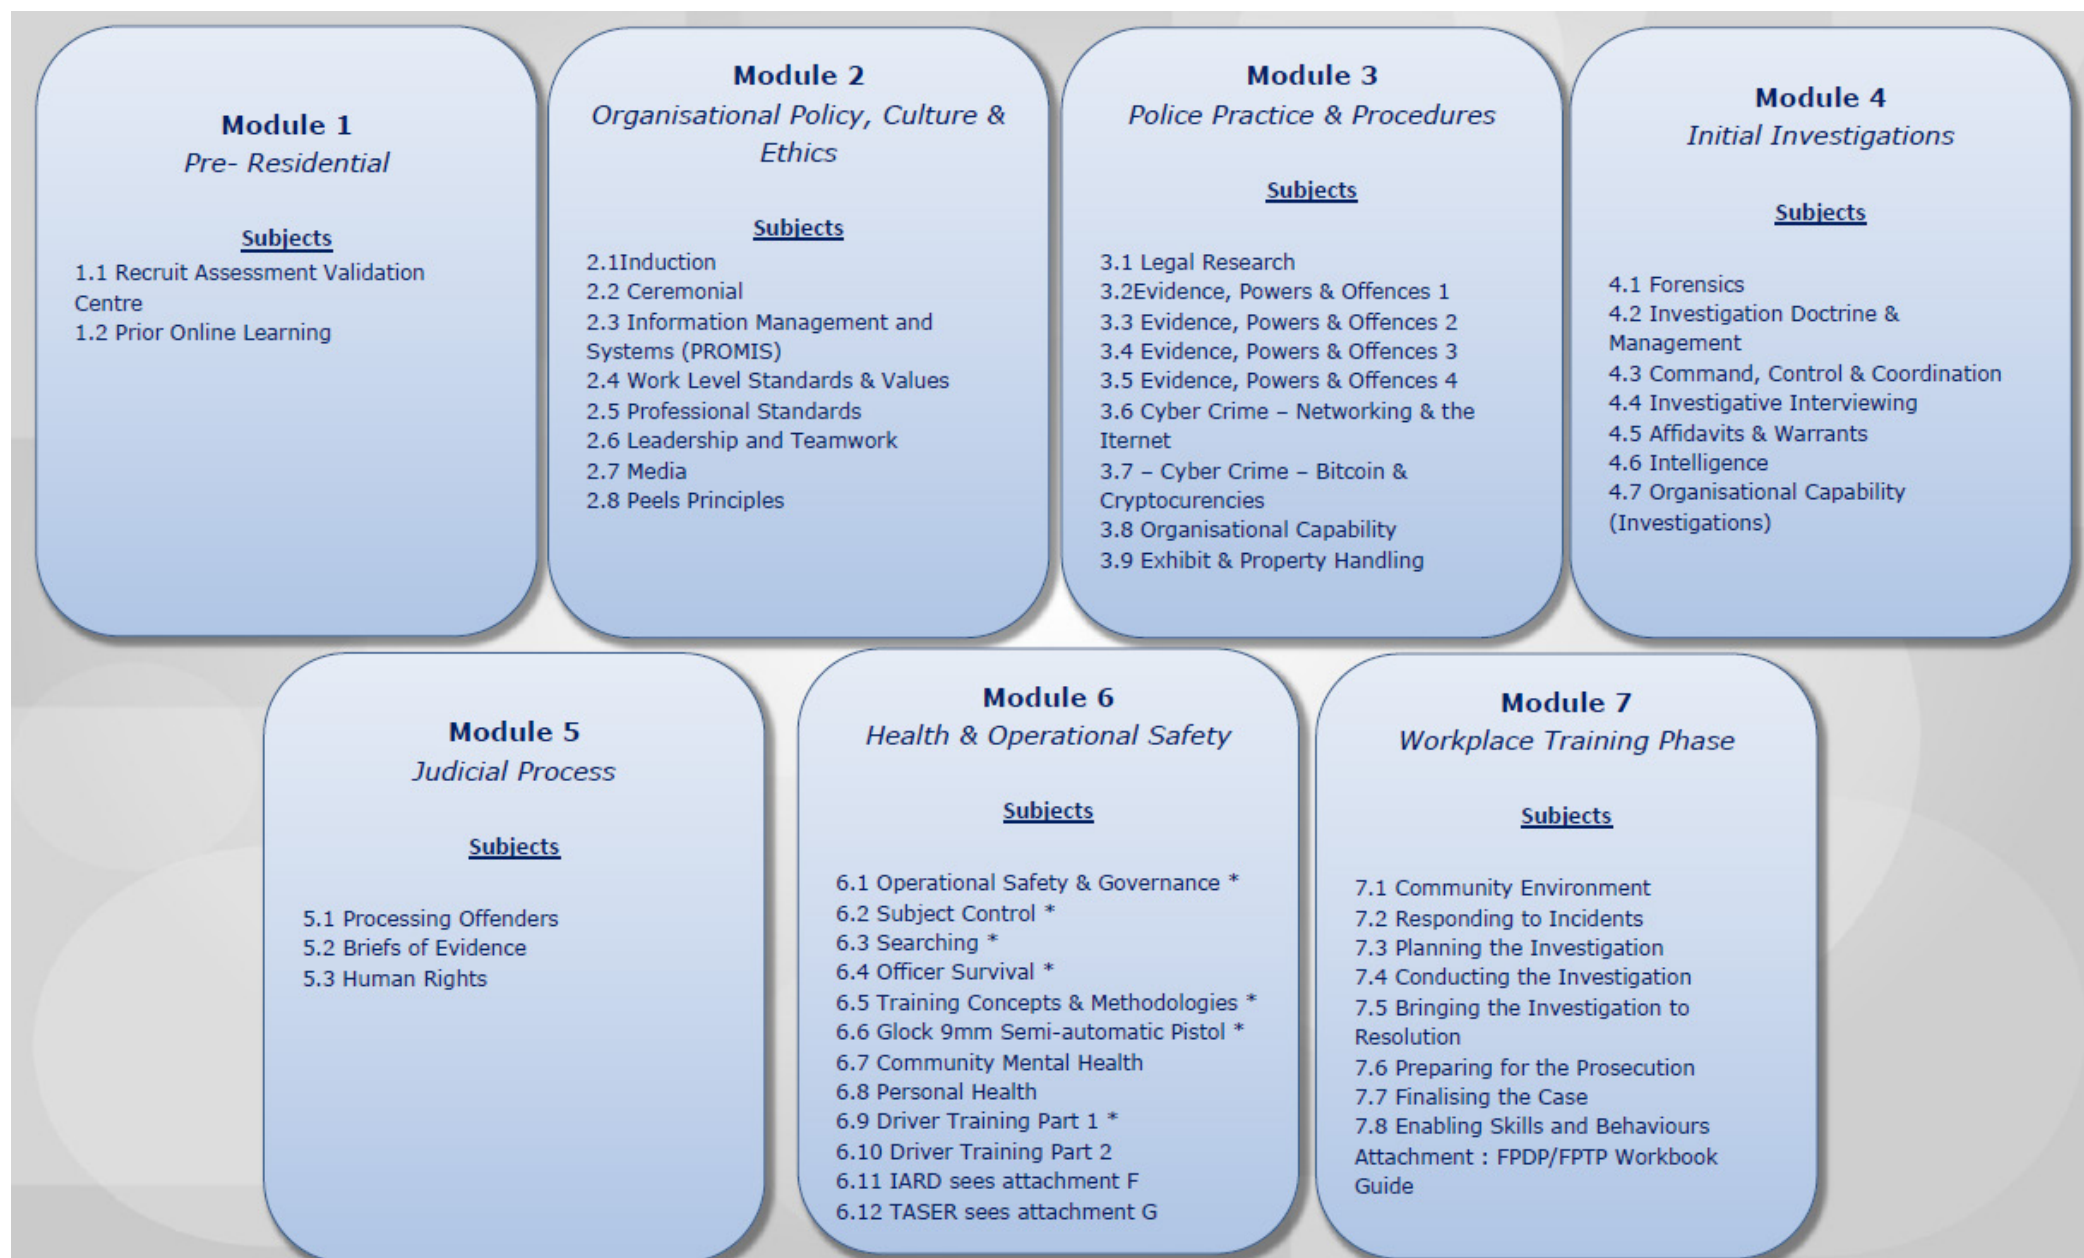 Module 1
Pre- Residential
Subjects
1.1 Recruit Assessment Validation
Centre
1.2 Prior Online Learning
Module 2
Organisational Policy, Culture &
Ethics
Subjects
2.1Induction
2.2 Ceremonial
2.3 Information Management and
Systems (PROMIS)
2.4 Work Level Standards & Values
2.5 Professional Standards
2.6 Leadership and Teamwork
2.7 Media
2.8 Peels Principles
Module 3
Police Practice & Procedures
Subjects
3.1 Legal Research
3.2Evidence, Powers & Offences 1
3.3 Evidence, Powers & Offences 2
3.4 Evidence, Powers & Offences 3
3.5 Evidence, Powers & Offences 4
3.6 Cyber Crime – Networking & the
Iternet
3.7 – Cyber Crime – Bitcoin &
Cryptocurencies
3.8 Organisational Capability
3.9 Exhibit & Property Handling
Module 4
Initial Investigations
Subjects
4.1 Forensics
4.2 Investigation Doctrine &
Management
4.3 Command, Control & Coordination
4.4 Investigative Interviewing
4.5 Affidavits & Warrants
4.6 Intelligence
4.7 Organisational Capability
(Investigations)
Module 5
Judicial Process
Subjects
5.1 Processing Offenders
5.2 Briefs of Evidence
5.3 Human Rights
Module 6
Health & Operational Safety
Subjects
6.1 Operational Safety & Governance *
6.2 Subject Control *
6.3 Searching *
6.4 Officer Survival *
6.5 Training Concepts & Methodologies *
6.6 Glock 9mm Semi-automatic Pistol *
6.7 Community Mental Health
6.8 Personal Health
6.9 Driver Training Part 1 *
6.10 Driver Training Part 2
6.11 IARD sees attachment F
6.12 TASER sees attachment G
Module 7
Workplace Training Phase
Subjects
7.1 Community Environment
7.2 Responding to Incidents
7.3 Planning the Investigation
7.4 Conducting the Investigation
7.5 Bringing the Investigation to
Resolution
7.6 Preparing for the Prosecution
7.7 Finalising the Case
7.8 Enabling Skills and Behaviours
Attachment : FPDP/FPTP Workbook
Guide